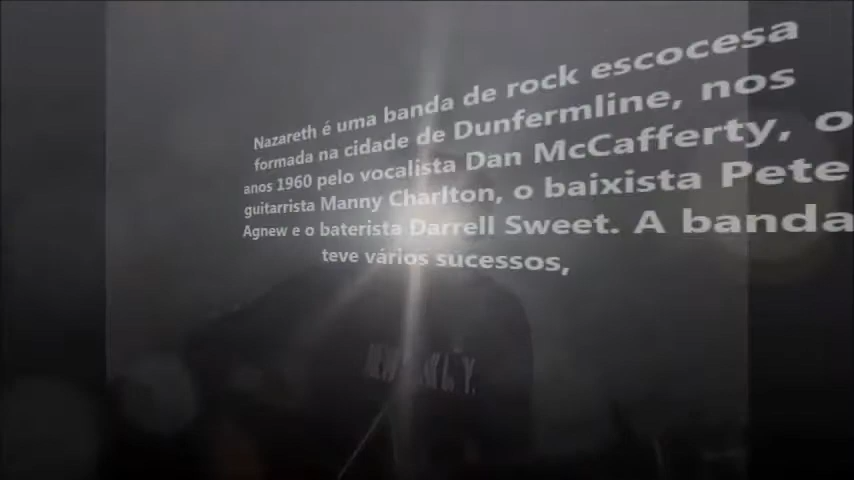 Nazareth é uma banda de rock escocesa
formada na cidade de Dunfermline, nos
anos 1960 pelo vocalista Dan McCafferty, o
guitarrista Manny Charlton, o baixista Pete
Agnew e o baterista Darrell Sweet. A banda
teve vários sucessos,